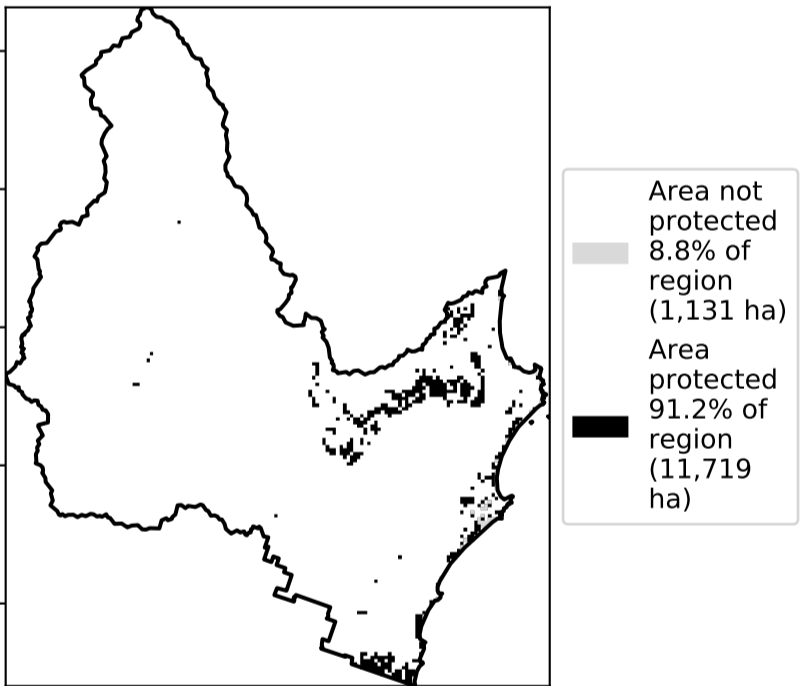 Area not
protected
8.8% of
region
(1,131 ha)
Area
protected
91.2% of
region
(11,719
ha)